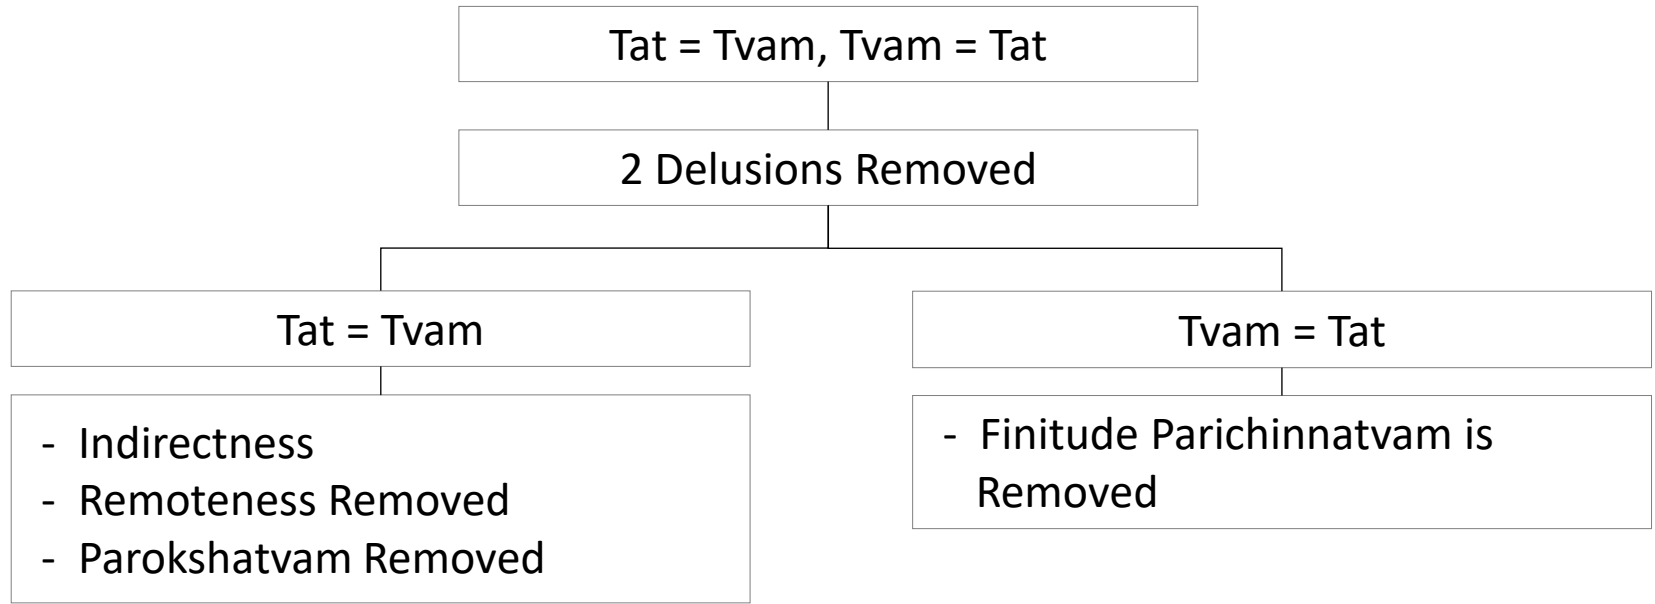 Tat = Tvam, Tvam = Tat
2 Delusions Removed
Tat = Tvam
Tvam = Tat
- Indirectness
- Remoteness Removed
- Parokshatvam Removed
- Finitude Parichinnatvam is
Removed